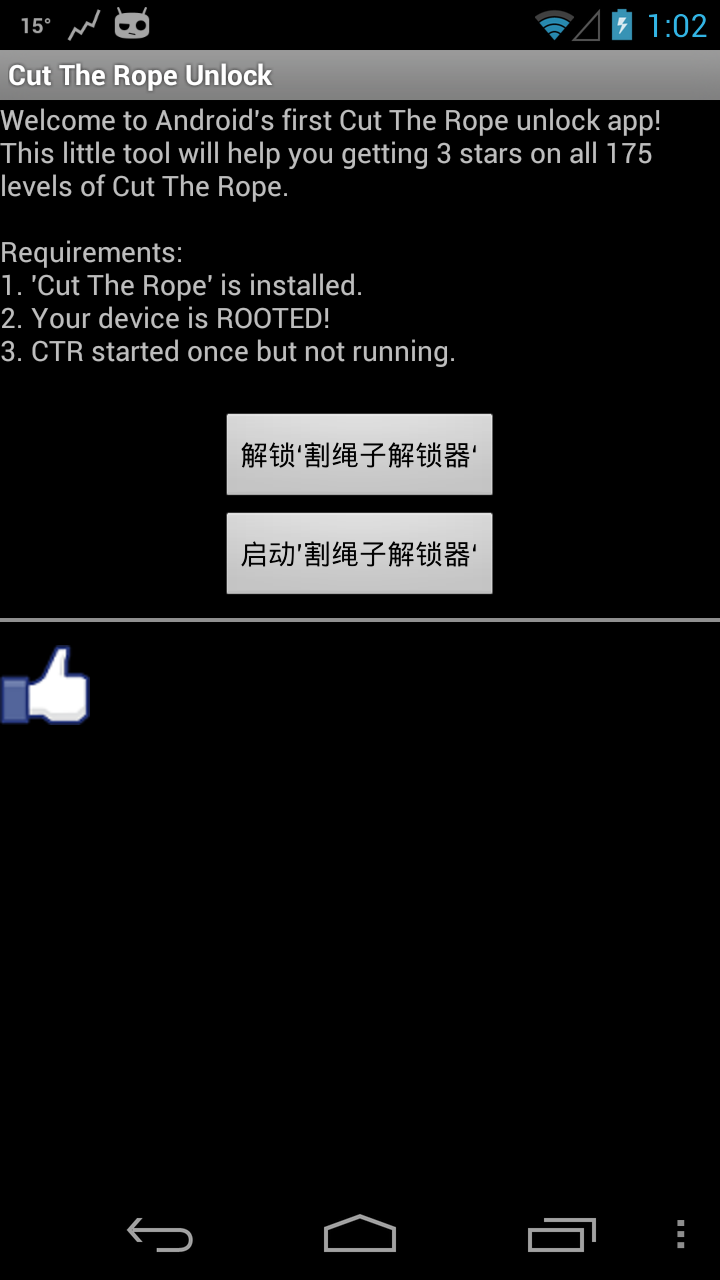 15°
1:02
Cut The Rope Unlock
Welcome to Android's first Cut The Rope unlock app!
This little tool will help you getting 3 stars on all 175
levels of Cut The Rope.
Requirements:
1. 'Cut The Rope' is installed.
2. Your device is ROOTED!
3. CTR started once but not running.
解锁‘割绳子解锁器‘
启动’割绳子解锁器‘